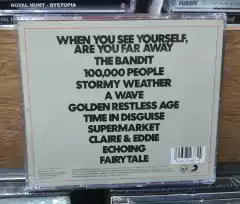 ROYAL HUNT - DYSTOPIA
EUROPE
WHEN YOU SEE YOURSELF,
ARE YOU FAR AWAY
THE BANDIT
100,000 PEOPLE
STORMY WEATHER
A WAVE
GOLDEN RESTLESS AGE
TIME IN DISGUISE
SUPERMARKET
CLAIRE & EDDIE
ECHOING
FAIRYTALE